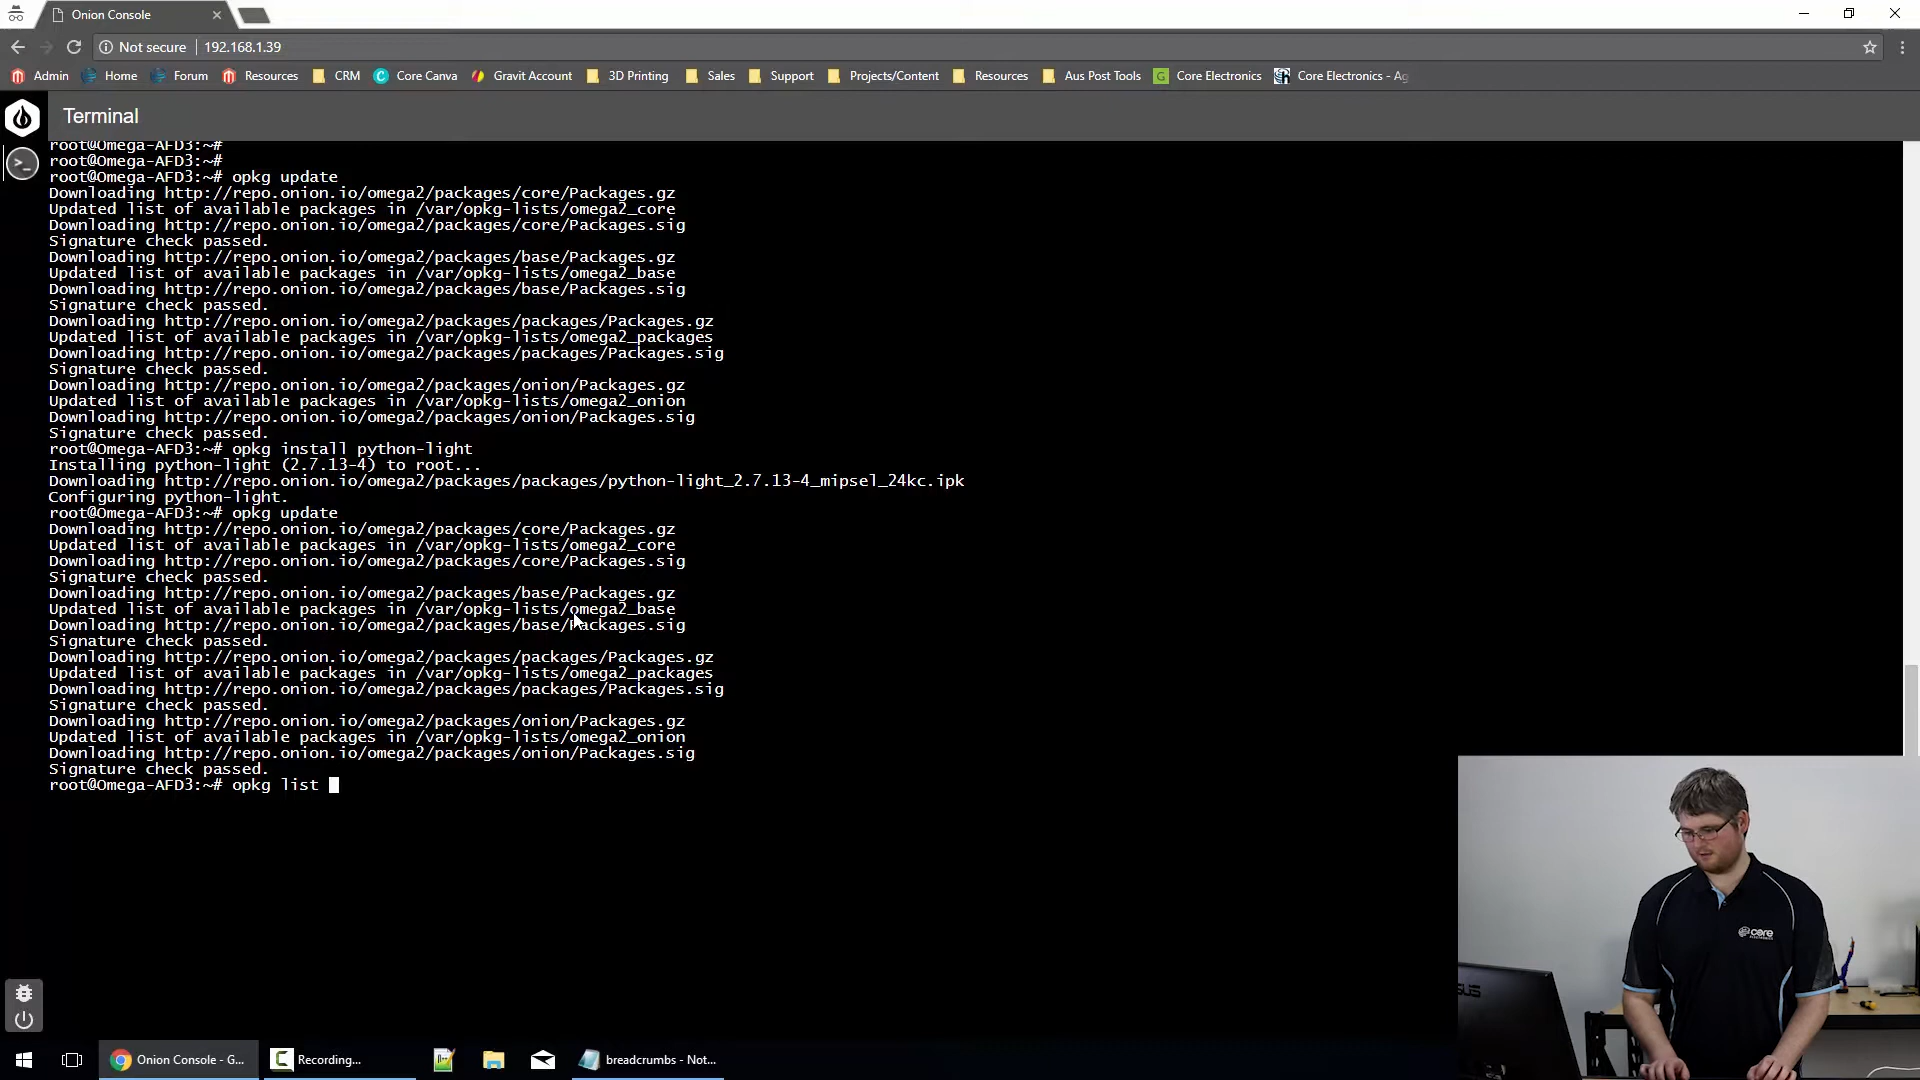 Onion Console
Not secure
192.168.1.39
Admin
Home
Forum
Resources
CRM
Core Canva
Gravit Account
3D Printing
Sales
Support
Projects/Content
Resources
Aus Post Tools
Core Electronics
Core Electronics - Ag
Terminal
root@Omega-AFD3:~#
root@Omega-AFD3:~#
root@Omega-AFD3:~# opkg update
Downloading http://repo.onion.io/omega2/packages/core/Packages.gz
Updated list of available packages in /var/opkg-lists/omega2_core
Downloading http://repo.onion.io/omega2/packages/core/Packages.sig
Signature check passed.
Downloading http://repo.onion.io/omega2/packages/base/Packages.gz
Updated list of available packages in /var/opkg-lists/omega2_base
Downloading http://repo.onion.io/omega2/packages/base/Packages.sig
Signature check passed.
Downloading http://repo.onion.io/omega2/packages/packages/Packages.gz
Updated list of available packages in /var/opkg-lists/omega2_packages
Downloading http://repo.onion.io/omega2/packages/packages/Packages.sig
Signature check passed.
Downloading http://repo.onion.io/omega2/packages/onion/Packages.gz
Updated list of available packages in /var/opkg-lists/omega2_onion
Downloading http://repo.onion.io/omega2/packages/onion/Packages.sig
Signature check passed.
root@Omega-AFD3:~# opkg install python-light
Installing python-light (2.7.13-4) to root...
Downloading http://repo.onion.io/omega2/packages/packages/python-light_2.7.13-4_mipsel_24kc.ipk
Configuring python-light.
root@Omega-AFD3:~# opkg update
Downloading http://repo.onion.io/omega2/packages/core/Packages.gz
Updated list of available packages in /var/opkg-lists/omega2_core
Downloading http://repo.onion.io/omega2/packages/core/Packages.sig
Signature check passed.
Downloading http://repo.onion.io/omega2/packages/base/Packages.gz
Updated list of available packages in /var/opkg-lists/omega2_base
Downloading http://repo.onion.io/omega2/packages/base/Packages.sig
Signature check passed.
Downloading http://repo.onion.io/omega2/packages/packages/Packages.gz
Updated list of available packages in /var/opkg-lists/omega2_packages
Downloading http://repo.onion.io/omega2/packages/packages/Packages.sig
Signature check passed.
Downloading http://repo.onion.io/omega2/packages/onion/Packages.gz
Updated list of available packages in /var/opkg-lists/omega2_onion
Downloading http://repo.onion.io/omega2/packages/onion/Packages.sig
Signature check passed.
root@Omega-AFD3:~# opkg list
core
Onion Console - G...
Recording...
breadcrumbs - Not...